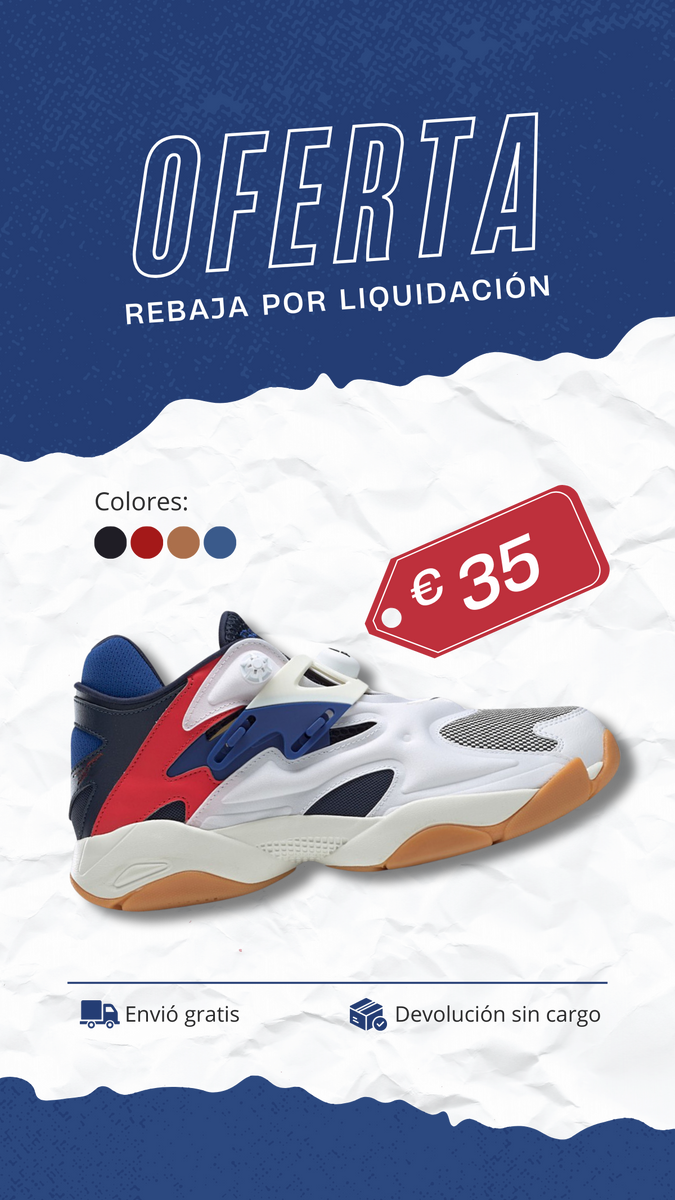 OFERTA
REBAJA POR LIQUIDACIÓN
Colores:
€ 35
Envió gratis
Devolución sin cargo